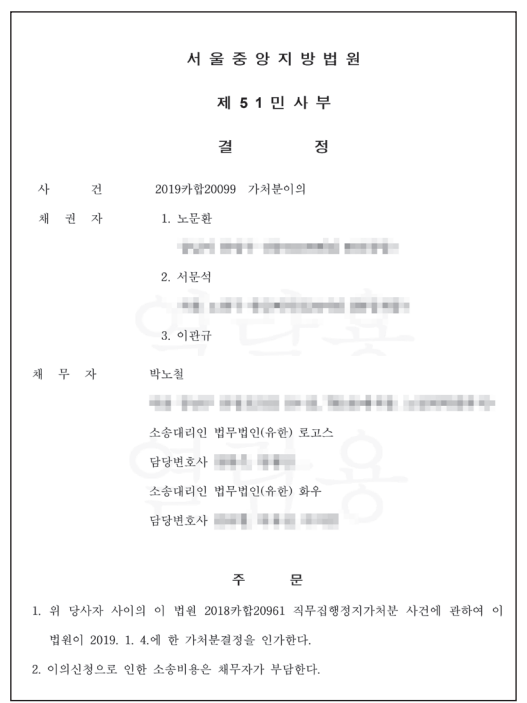 서울중앙지방법원
제51민사부
결 정
사 건 2019카합20099 가처분이의
채 권 자 1. 노문환
2. 서문석
3. 이관규
채 무 자 박노철
소송대리인 법무법인(유한) 로고스
담당변호사
소송대리인 법무법인(유한) 화우
담당변호사
주 문
1. 위 당사자 사이의 이 법원 2018카합20961 직무집행정지가처분 사건에 관하여 이
법원이 2019. 1. 4.에 한 가처분결정을 인가한다.
2. 이의신청으로 인한 소송비용은 채무자가 부담한다.
열람용
열람용